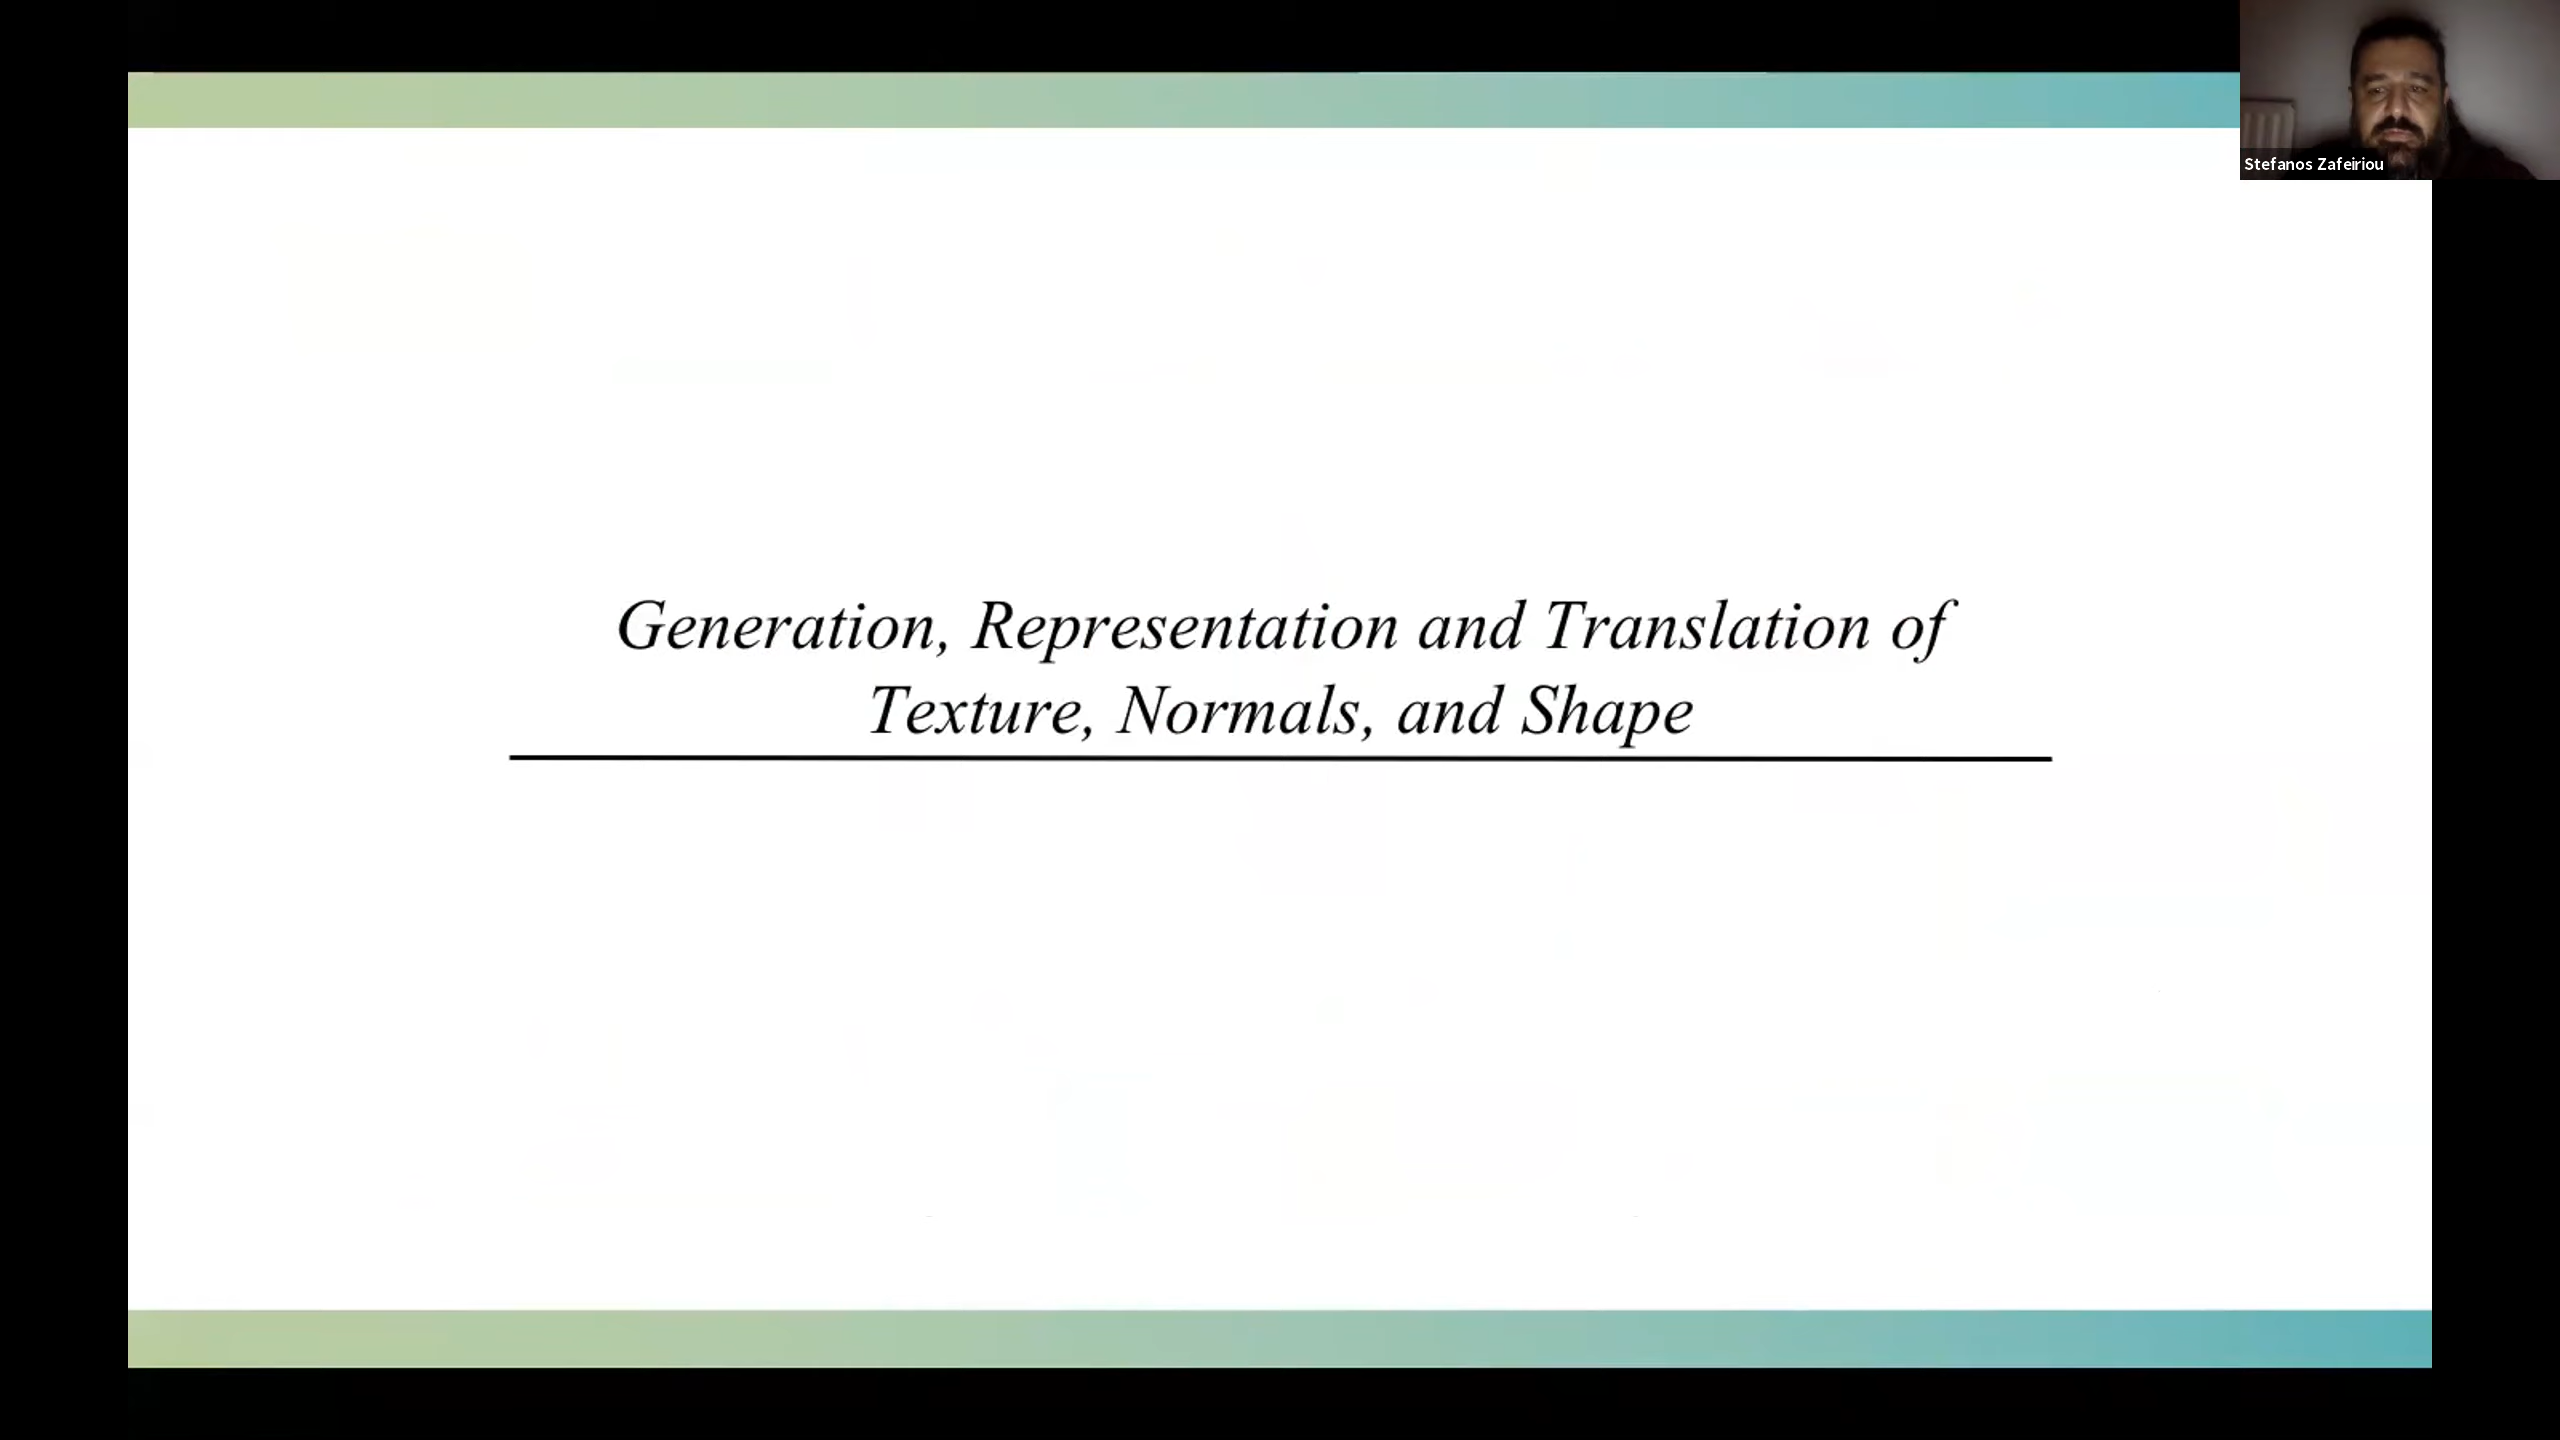 Stefanos Zafeiriou
Generation, Representation and Translation of
Texture, Normals, and Shape